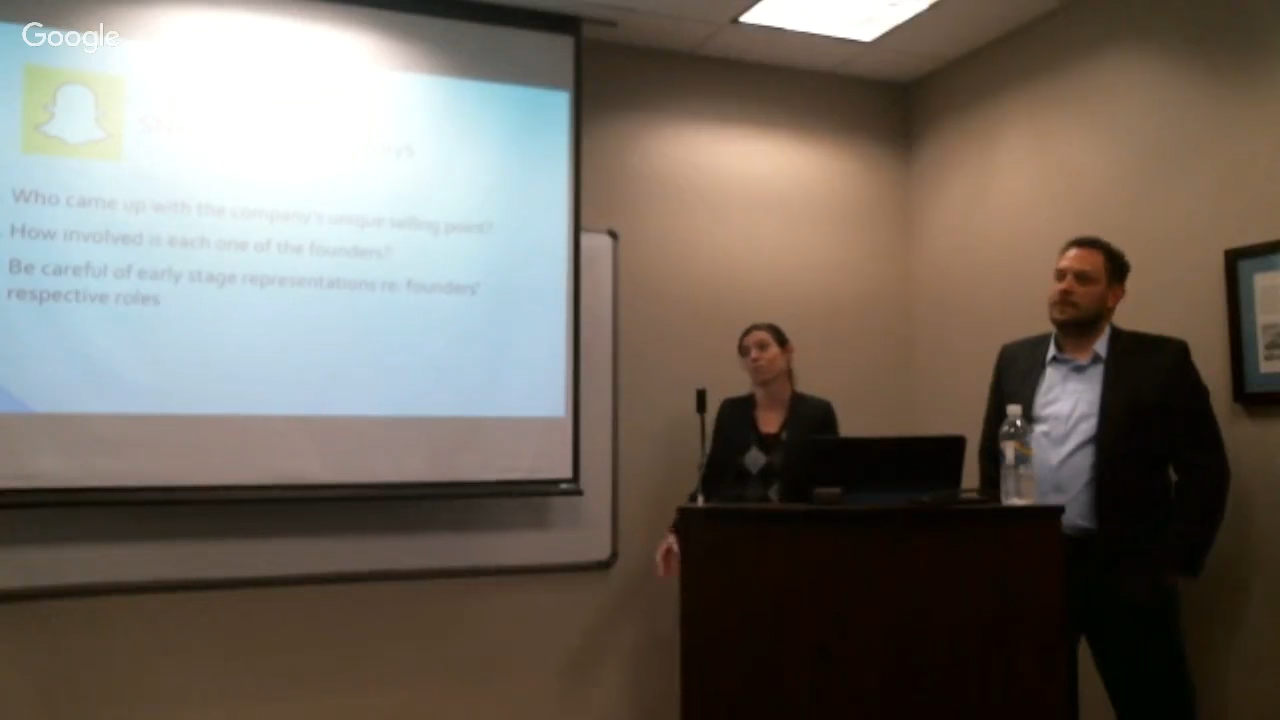 Google
Who came up with the company's unique selling point?
How involved is each one of the founders?
Be careful of early stage representations re: founders'
respective roles